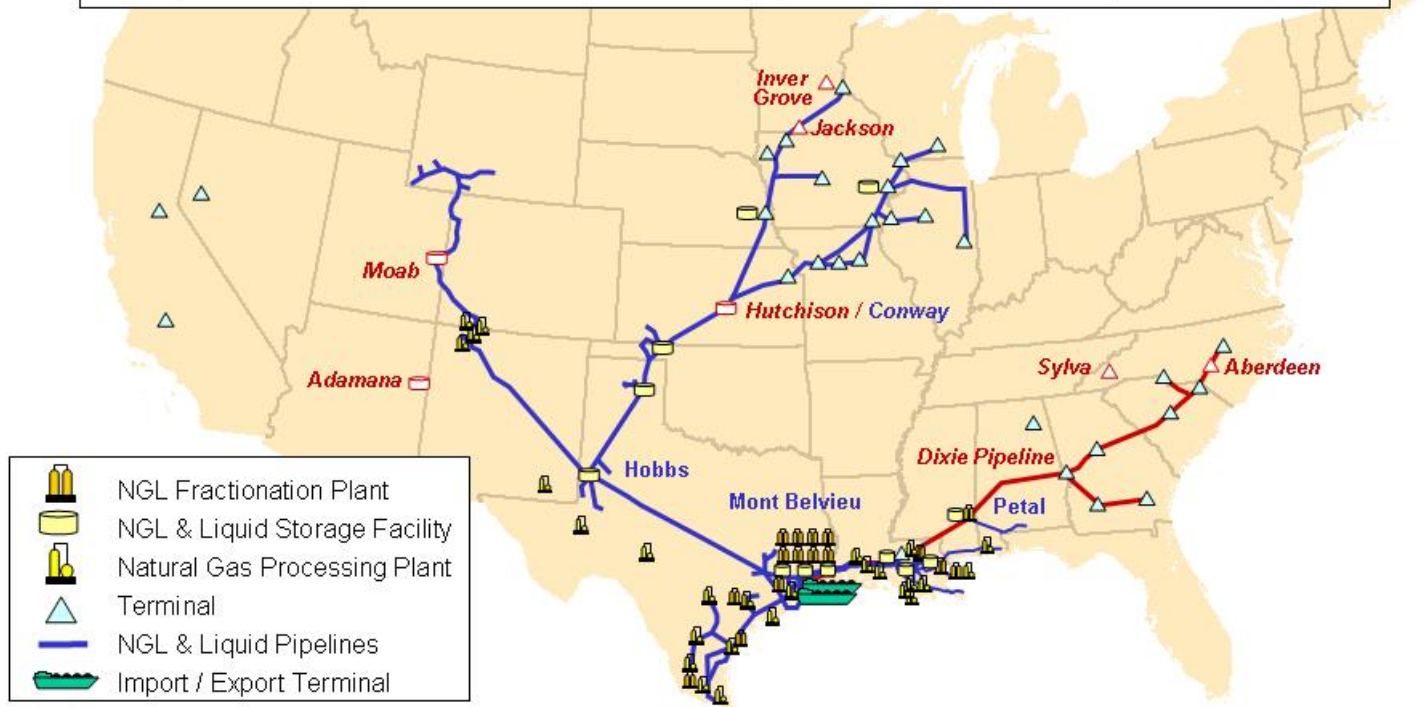 Inver
Grove
Jackson
Moab
Hutchison / Conway
Adamana
Sylva
Aberdeen
Dixie Pipeline
Hobbs
Mont Belvieu
Petal
NGL Fractionation Plant
NGL & Liquid Storage Facility
Natural Gas Processing Plant
Terminal
NGL & Liquid Pipelines
Import / Export Terminal